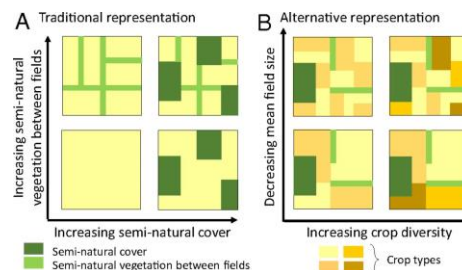 A Traditional representation
Increasing semi-natural
vegetation between fields
Increasing semi-natural cover
Semi-natural cover
Semi-natural vegetation between fields
B Alternative representation
Decreasing mean field size
Increasing crop diversity
Crop types